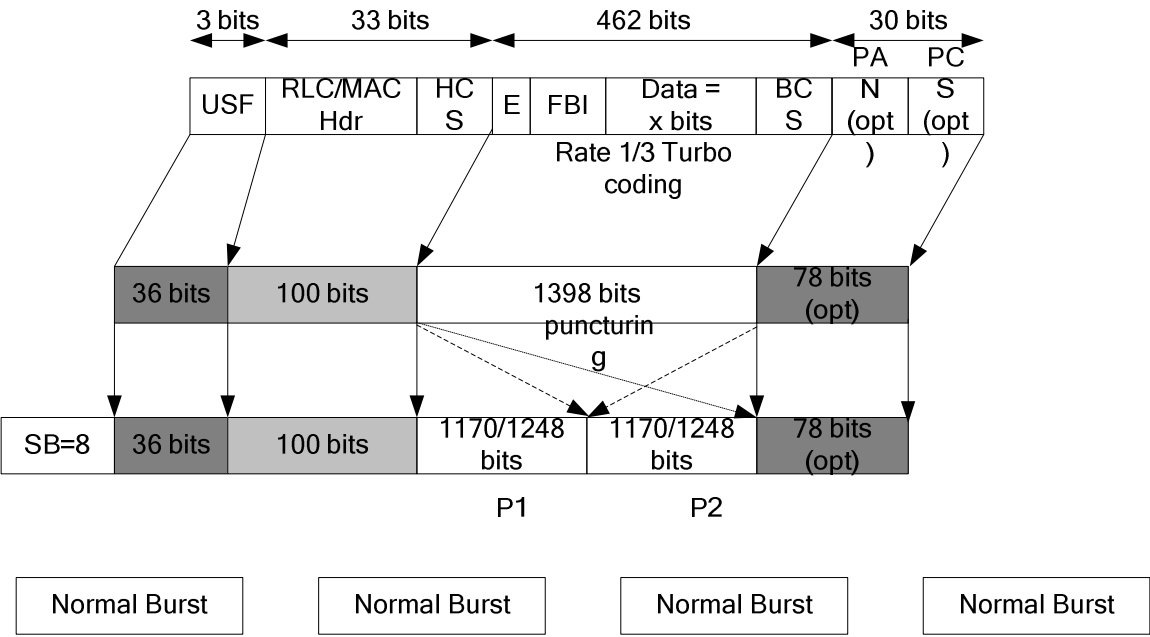 3 bits 33 bits 462 bits 30 bits
USF
RLC/MAC
Hdr
HC
S
E
FBI
Data =
x bits
BC
S
PA
N
(opt
)
PC
S
(opt
)
Rate 1/3 Turbo
coding
36 bits
100 bits
1398 bits
puncturin
g
78 bits
(opt)
SB=8
36 bits
100 bits
1170/1248
bits
1170/1248
bits
78 bits
(opt)
P1
P2
Normal Burst
Normal Burst
Normal Burst
Normal Burst